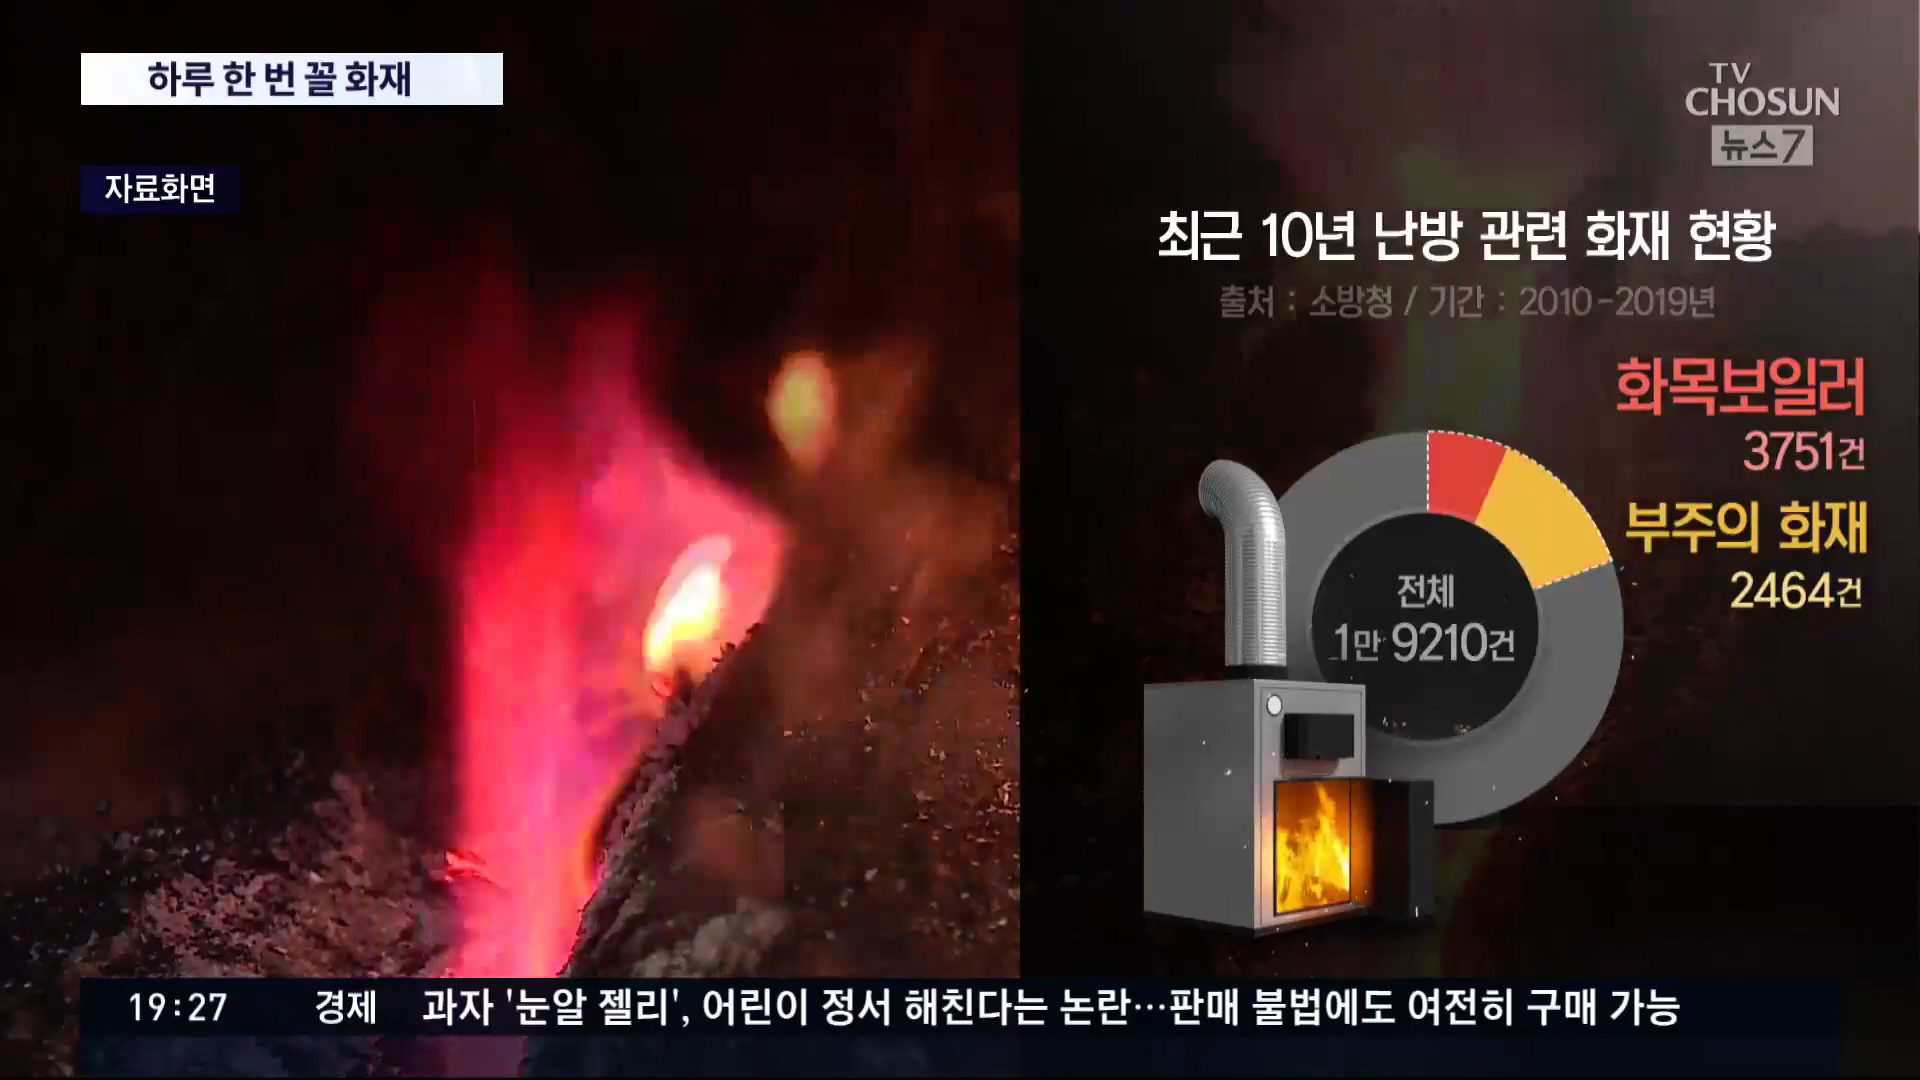 하루 한 번 꼴 화재
TV
CHOSUN
뉴스7
자료화면
최근 10년 난방 관련 화재 현황
출처 : 소방청 / 기간 : 2010-2019년
화목보일러
3751건
부주의 화재
2464건
전체
1만 9210건
19:27 경제 과자 '눈알 젤리', 어린이 정서 해친다는 논란…판매 불법에도 여전히 구매 가능